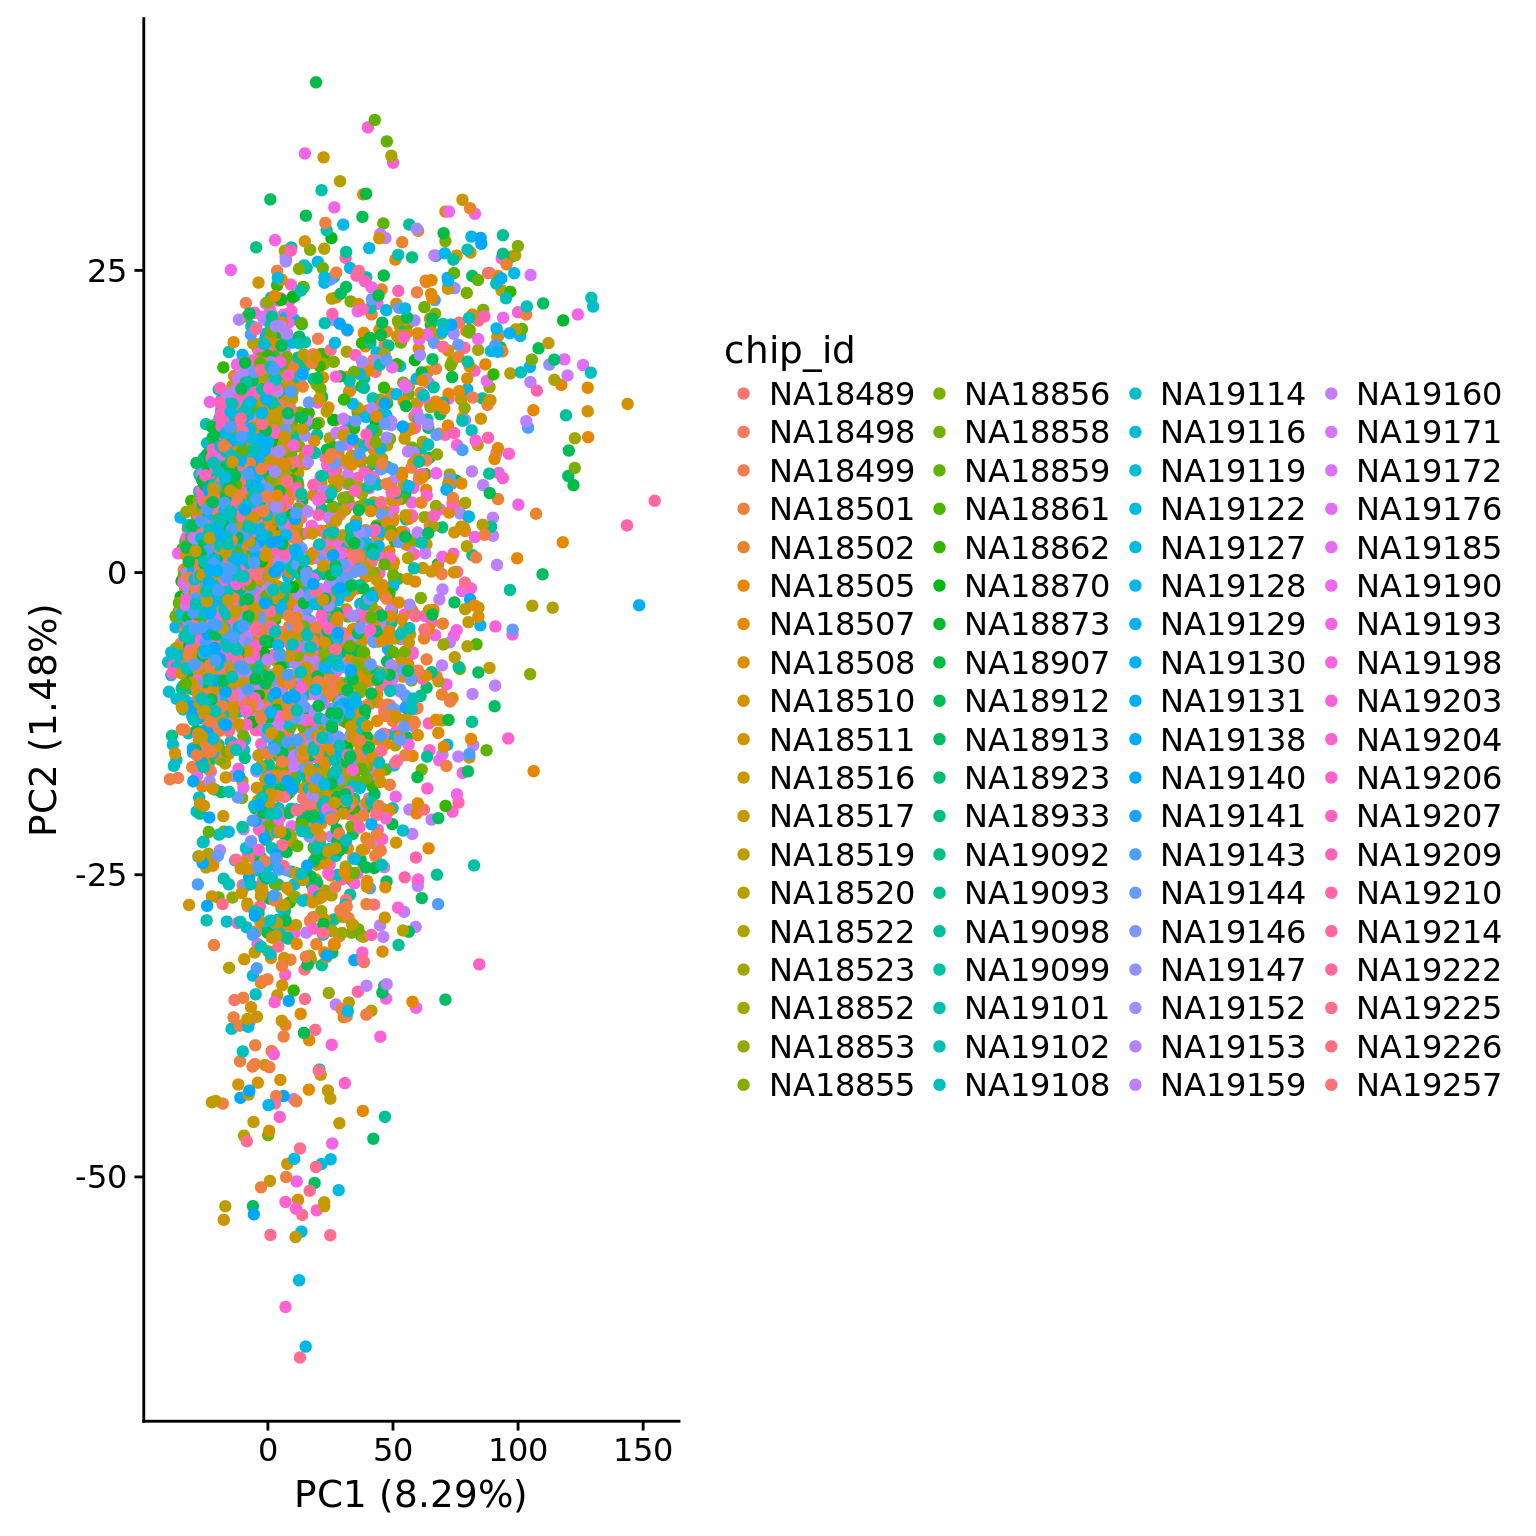 25
0
-25
-50
0 50 100 150
PC1 (8.29%)
PC2 (1.48%)
chip_id
NA18489 NA18856 NA19114 NA19160
NA18498 NA18858 NA19116 NA19171
NA18499 NA18859 NA19119 NA19172
NA18501 NA18861 NA19122 NA19176
NA18502 NA18862 NA19127 NA19185
NA18505 NA18870 NA19128 NA19190
NA18507 NA18873 NA19129 NA19193
NA18508 NA18907 NA19130 NA19198
NA18510 NA18912 NA19131 NA19203
NA18511 NA18913 NA19138 NA19204
NA18516 NA18923 NA19140 NA19206
NA18517 NA18933 NA19141 NA19207
NA18519 NA19092 NA19143 NA19209
NA18520 NA19093 NA19144 NA19210
NA18522 NA19098 NA19146 NA19214
NA18523 NA19099 NA19147 NA19222
NA18852 NA19101 NA19152 NA19225
NA18853 NA19102 NA19153 NA19226
NA18855 NA19108 NA19159 NA19257